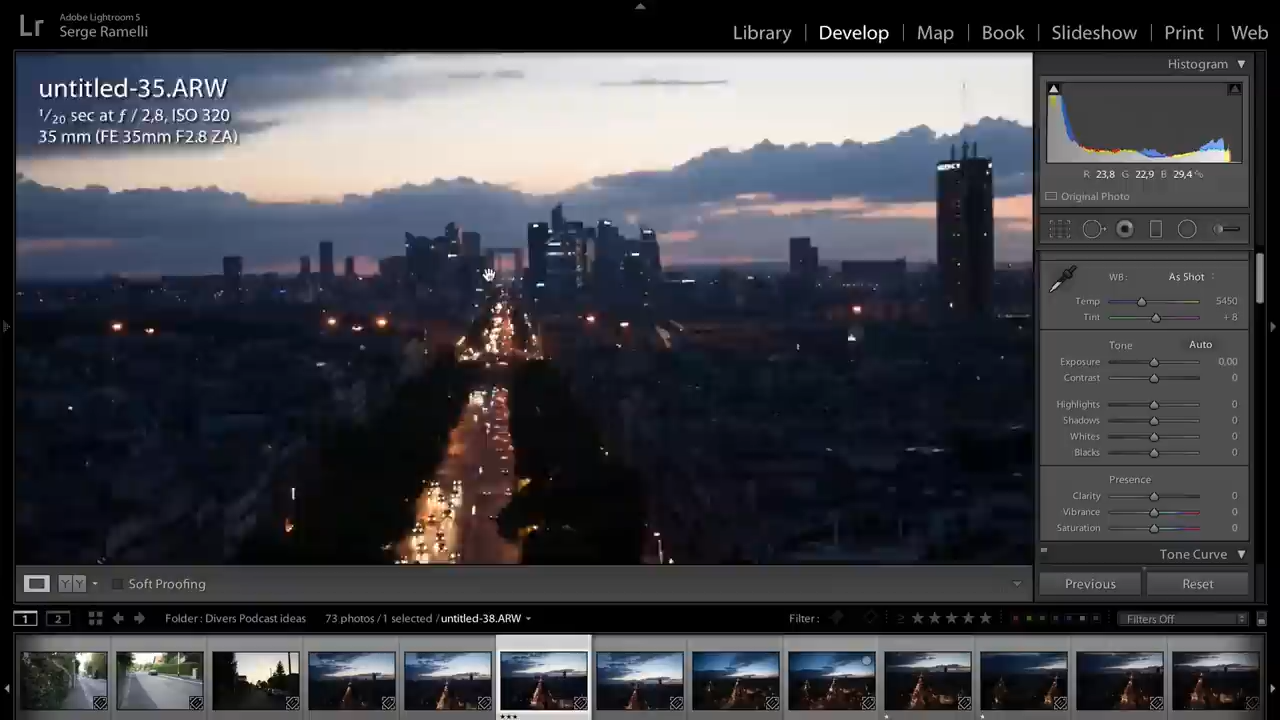 Lr Adobe Lightroom 5
Serge Ramelli
Library Develop Map Book Slideshow Print Web
untitled-35.ARW
1/20 sec at ƒ / 2,8, ISO 320
35 mm (FE 35mm F2.8 ZA)
Histogram
R 23,8 G 22,9 B 29,4 %
Original Photo
WB: As Shot
Temp 5450
Tint + 8
Tone Auto
Exposure 0,00
Contrast 0
Highlights 0
Shadows 0
Whites 0
Blacks 0
Presence
Clarity 0
Vibrance 0
Saturation 0
Tone Curve
Previous Reset
YY Soft Proofing
1 2 Folder : Divers Podcast ideas 73 photos / 1 selected / untitled-38.ARW Filter : Filters Off